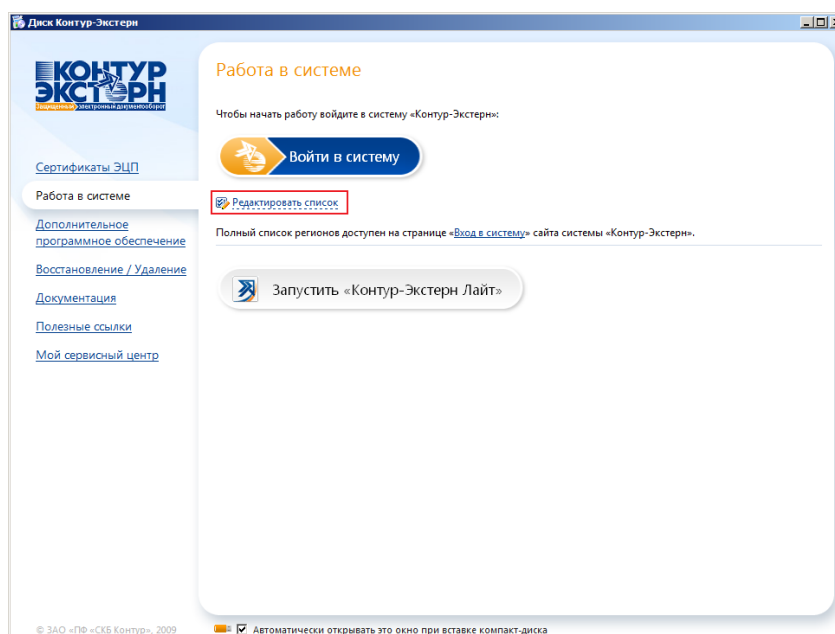 Диск Контур-Экстерн
КОНТУР
ЭКСТЕРН
Защищенный электронный документооборот
Работа в системе
Чтобы начать работу войдите в систему «Контур-Экстерн»:
Войти в систему
Сертификаты ЭЦП
Работа в системе
Редактировать список
Дополнительное
программное обеспечение
Полный список регионов доступен на странице «Вход в систему» сайта системы «Контур-Экстерн».
Восстановление / Удаление
Запустить «Контур-Экстерн Лайт»
Документация
Полезные ссылки
Мой сервисный центр
© ЗАО «ПФ «СКБ Контур», 2009
Автоматически открывать это окно при вставке компакт-диска